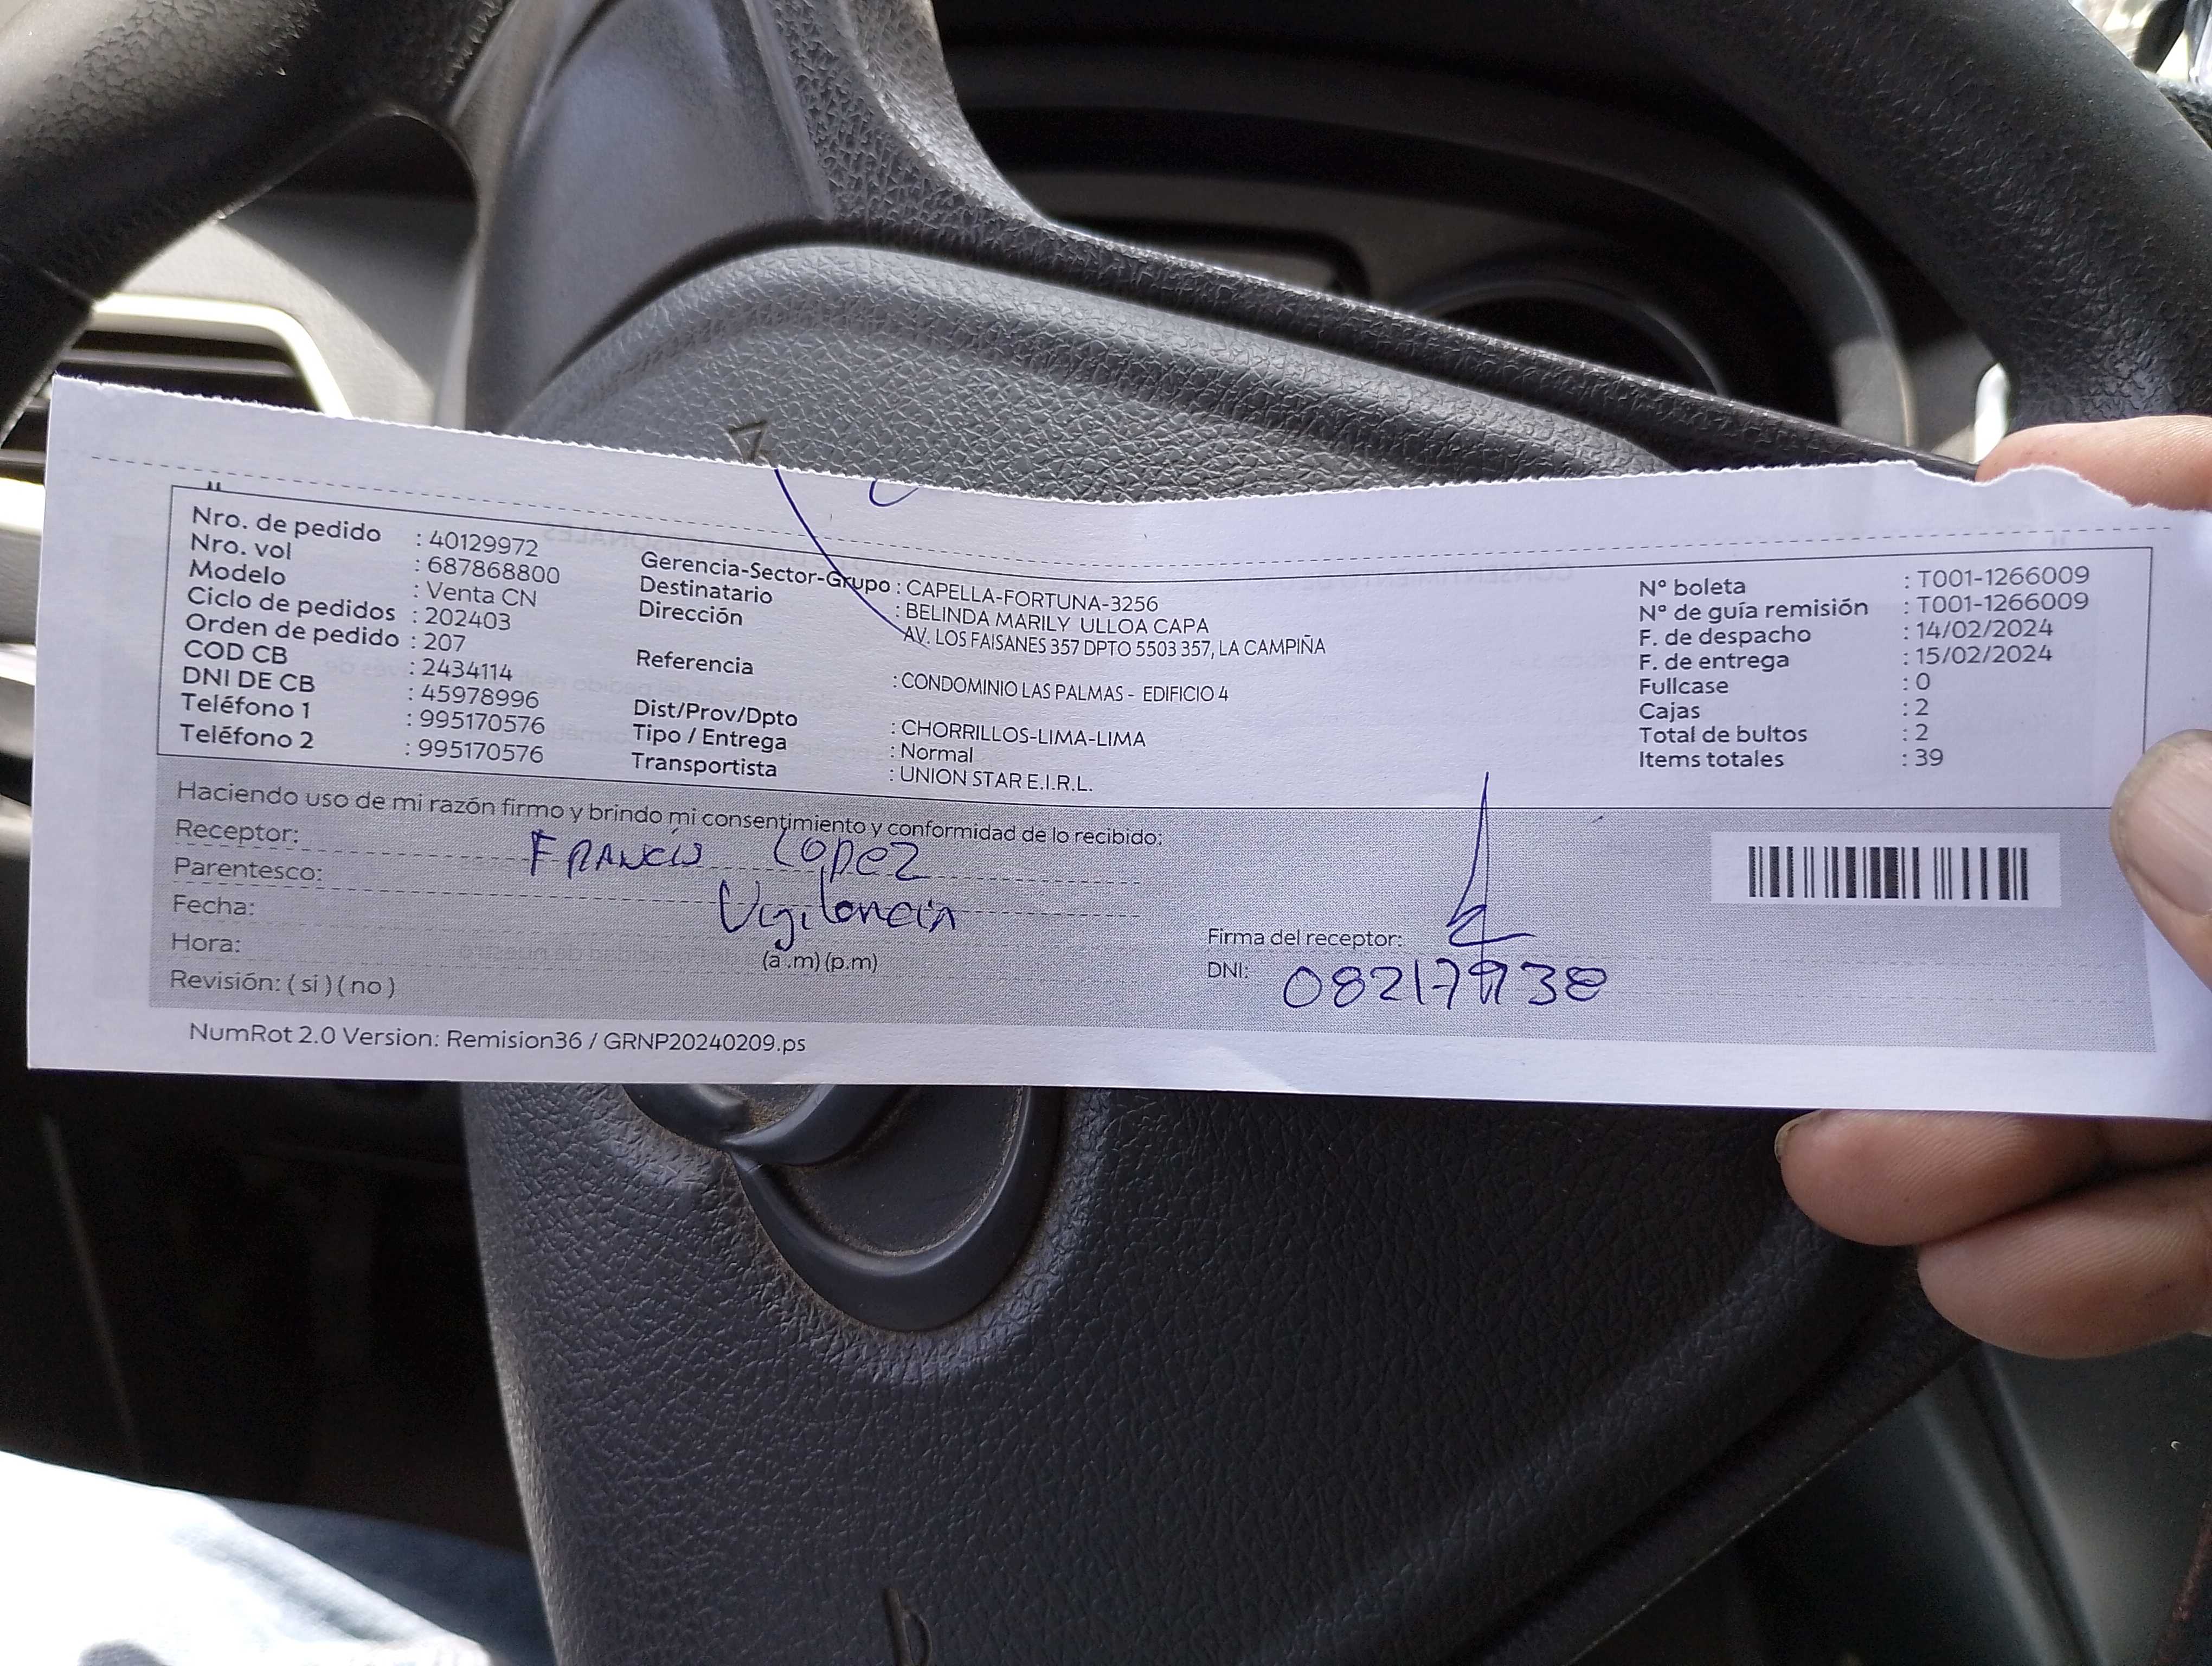 Nro. de pedido : 40129972
Nro. vol : 687868800
Modelo : Venta CN
Ciclo de pedidos : 202403
Orden de pedido : 207
COD CB : 2434114
DNI DE CB : 45978996
Teléfono 1 : 995170576
Teléfono 2 : 995170576
Gerencia-Sector-Grupo : CAPELLA-FORTUNA-3256
Destinatario : BELINDA MARILY ULLOA CAPA
Dirección AV. LOS FAISANES 357 DPTO 5503 357, LA CAMPIÑA
Referencia : CONDOMINIO LAS PALMAS - EDIFICIO 4
Dist/Prov/Dpto : CHORRILLOS-LIMA-LIMA
Tipo / Entrega : Normal
Transportista : UNION STAR E.I.R.L.
N° boleta : T001-1266009
N° de guía remisión : T001-1266009
F. de despacho : 14/02/2024
F. de entrega : 15/02/2024
Fullcase : 0
Cajas : 2
Total de bultos : 2
Items totales : 39
Haciendo uso de mi razón firmo y brindo mi consentimiento y conformidad de lo recibido:
Receptor: Francis Lopez
Parentesco: Vigilancia
Fecha:
Hora: (a .m) (p.m)
Revisión: ( si ) ( no )
Firma del receptor:
DNI:
NumRot 2.0 Version: Remision36 / GRNP20240209.ps